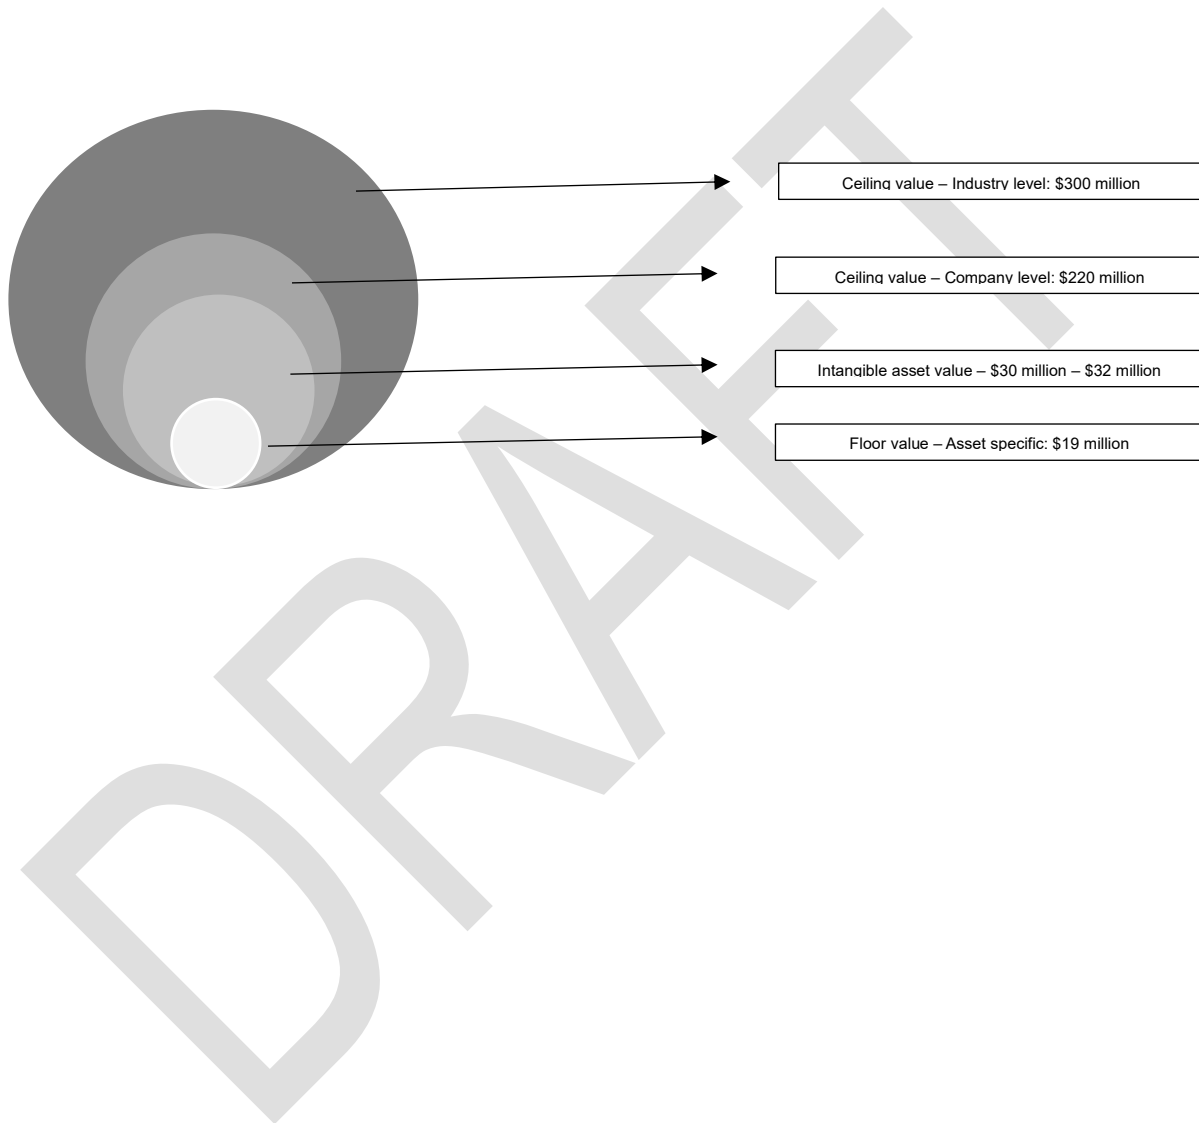 Ceiling value – Industry level: $300 million
Ceiling value – Company level: $220 million
Intangible asset value – $30 million – $32 million
Floor value – Asset specific: $19 million
DRAFT